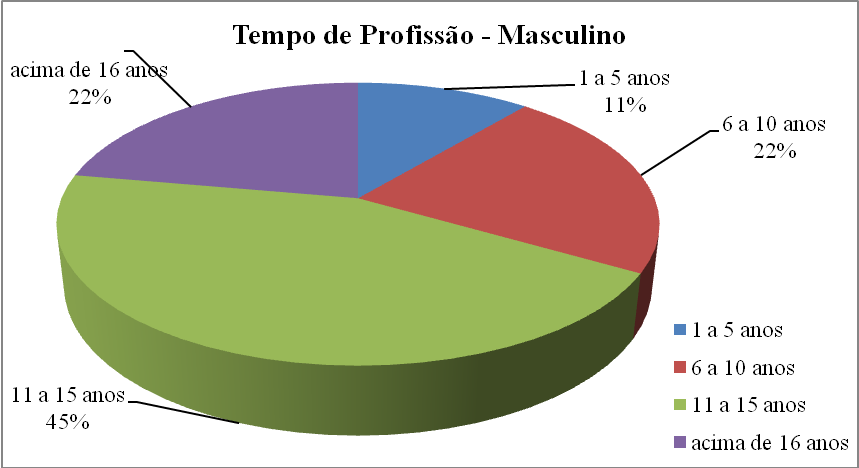 Tempo de Profissão - Masculino
acima de 16 anos
22%
1 a 5 anos
11%
6 a 10 anos
22%
11 a 15 anos
45%
1 a 5 anos
6 a 10 anos
11 a 15 anos
acima de 16 anos